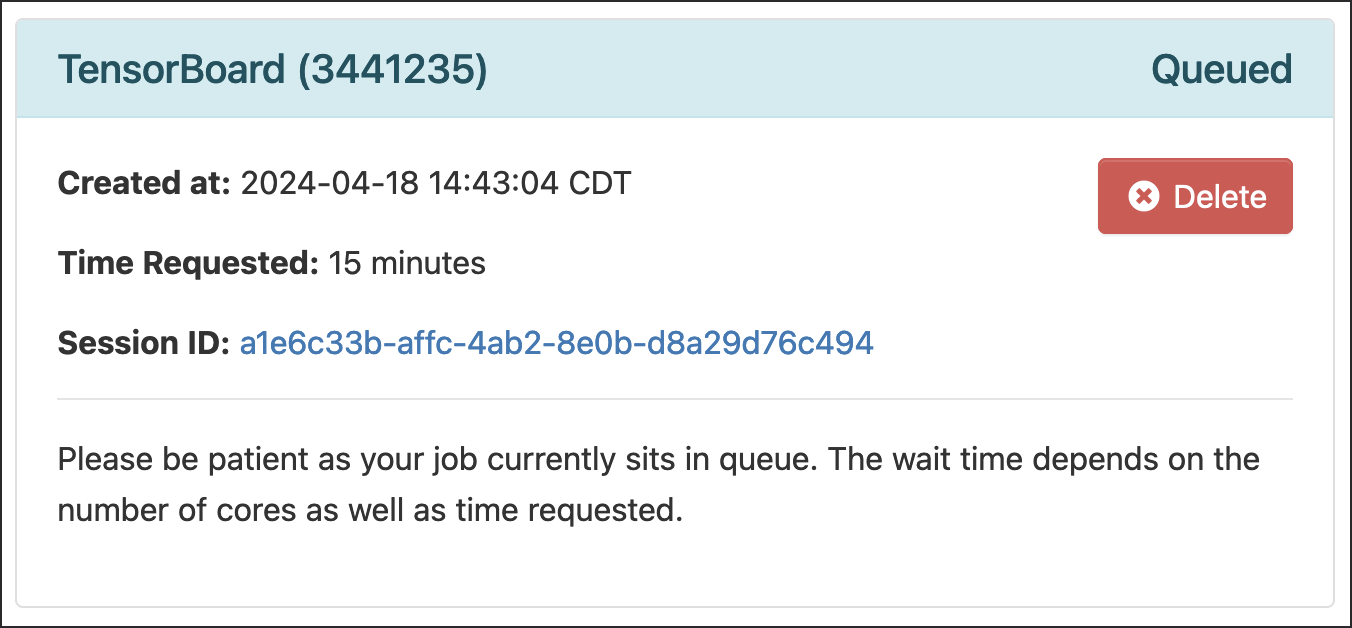 TensorBoard (3441235) Queued
Created at: 2024-04-18 14:43:04 CDT
Delete
Time Requested: 15 minutes
Session ID: a1e6c33b-affc-4ab2-8e0b-d8a29d76c494
Please be patient as your job currently sits in queue. The wait time depends on the
number of cores as well as time requested.